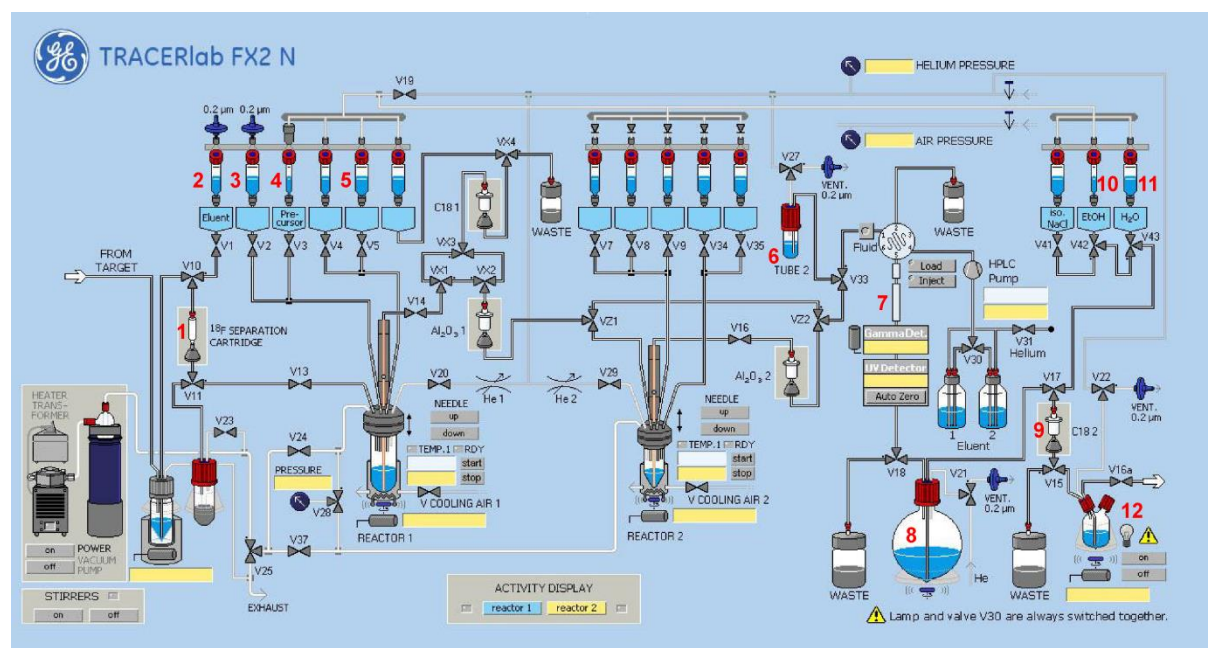 GE TRACERlab FX2 N
HELIUM PRESSURE
V19
0.2 µm 0.2 µm
AIR PRESSURE
VX4
V27
VENT.
0.2 µm
2 3 4 5
10 11
C18 1
WASTE
Eluent
Pre-
cursor
iso.
NaCl
EtOH
H₂O
6
TUBE 2
Fluid
WASTE
V1 V2 V3 V4 V5
VX3
V7 V8 V9 V34 V35
V41 V42 V43
FROM
TARGET
V10
Load
Inject
HPLC
Pump
VX1 VX2
V33
7
V14
1
18F SEPARATION
CARTRIDGE
Al₂O₃ 1
VZ1
VZ2
V16
Gamma Det.
V31
Helium
V30
UV Detector
Al₂O₃ 2
V13
V20
V29
V11
He 1 He 2
Auto Zero
V17 V22
VENT.
0.2 µm
HEATER
TRANS-
FORMER
NEEDLE
up
down
NEEDLE
up
down
1 2
Eluent
9
C18 2
V23
V24
TEMP.1 RDY
start
stop
TEMP.1 RDY
start
stop
V18
V21
V15
V16a
PRESSURE
V28
V COOLING AIR 1
V COOLING AIR 2
VENT.
0.2 µm
8
12
REACTOR 1
REACTOR 2
V37
V25
on POWER
off VACUUM
PUMP
on
off
He
WASTE
WASTE
STIRRERS
on off
EXHAUST
ACTIVITY DISPLAY
reactor 1 reactor 2
Lamp and valve V30 are always switched together.